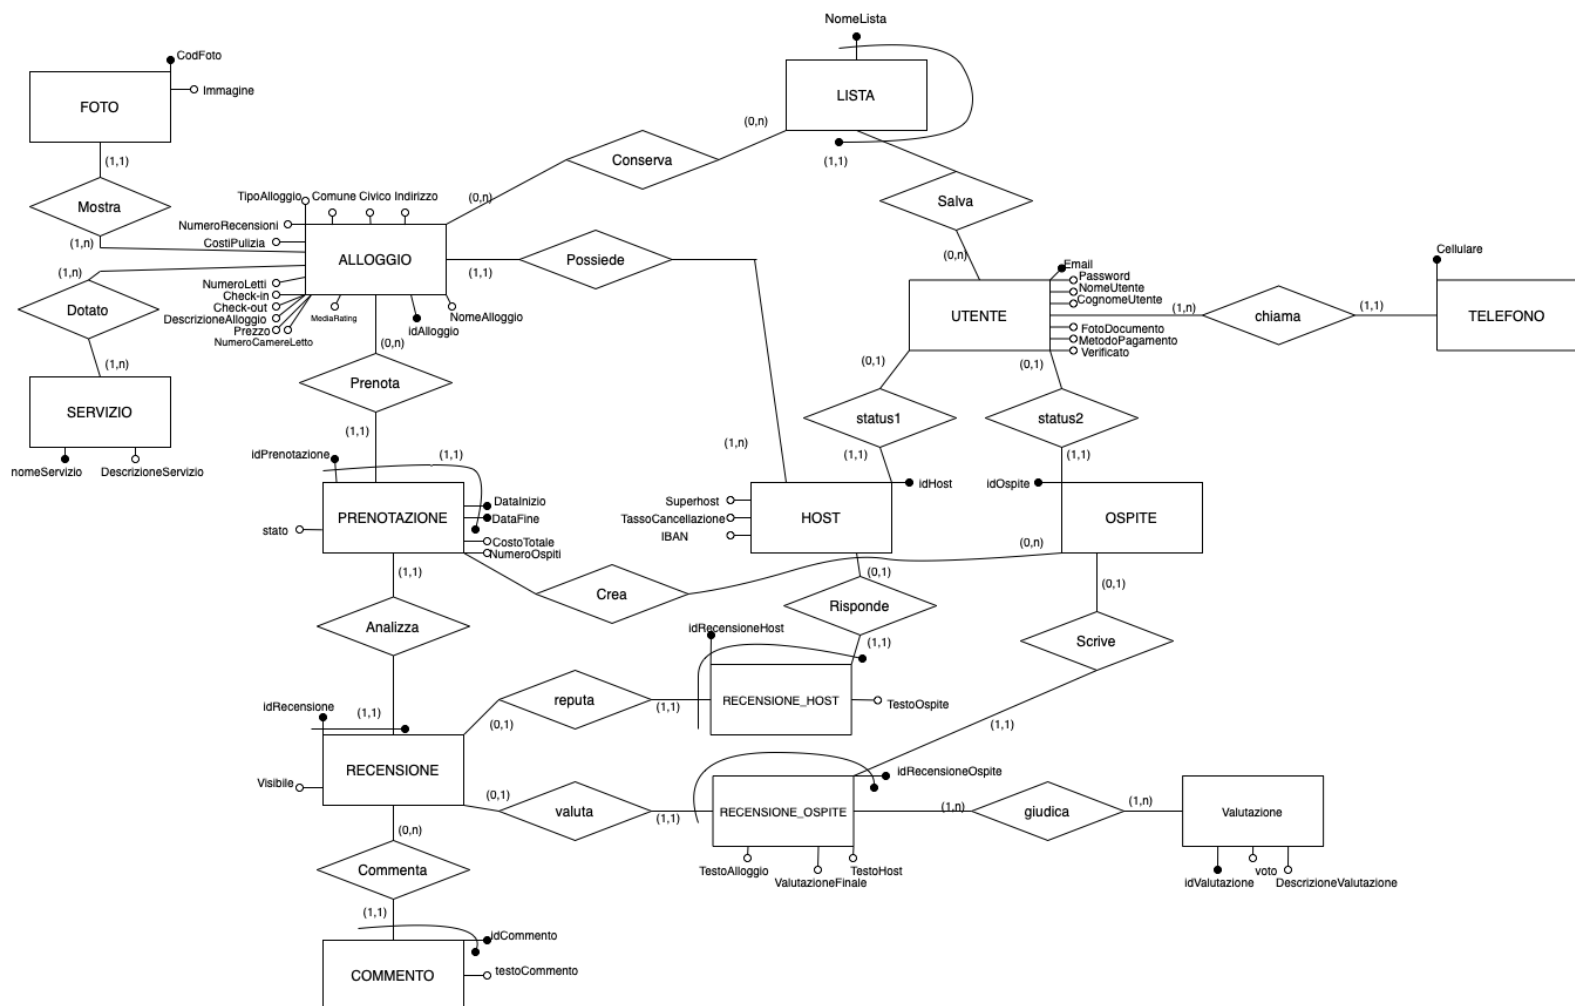 NomeLista
CodFoto
Immagine
FOTO
LISTA
(1,1)
(0,n)
(1,1)
Conserva
Mostra
TipoAlloggio
Comune Civico Indirizzo
(0,n)
Salva
NumeroRecensioni
CostiPulizia
(1,n)
ALLOGGIO
(1,1)
Possiede
(0,n)
Email
Password
NomeUtente
CognomeUtente
Cellulare
(1,n)
Dotato
NumeroLetti
Check-in
Check-out
DescrizioneAlloggio
Prezzo
NumeroCamereLetto
MediaRating
idAlloggio
NomeAlloggio
UTENTE
(1,n)
chiama
(1,1)
TELEFONO
FotoDocumento
MetodoPagamento
Verificato
(0,n)
(0,1)
(0,1)
(1,n)
Prenota
SERVIZIO
status1
status2
nomeServizio
DescrizioneServizio
(1,1)
(1,n)
(1,1)
(1,1)
idPrenotazione
(1,1)
idHost
idOspite
DataInizio
DataFine
PRENOTAZIONE
stato
CostoTotale
NumeroOspiti
Superhost
TassoCancellazione
IBAN
HOST
OSPITE
(0,n)
(1,1)
(0,1)
(0,1)
Crea
Risponde
Analizza
idRecensioneHost
(1,1)
Scrive
idRecensione
(1,1)
reputa
(0,1)
(1,1)
RECENSIONE_HOST
TestoOspite
(1,1)
RECENSIONE
Visibile
idRecensioneOspite
(0,1)
valuta
(1,1)
RECENSIONE_OSPITE
(1,n)
giudica
(1,n)
Valutazione
(0,n)
TestoAlloggio
ValutazioneFinale
TestoHost
idValutazione
voto
DescrizioneValutazione
Commenta
(1,1)
idCommento
COMMENTO
testoCommento